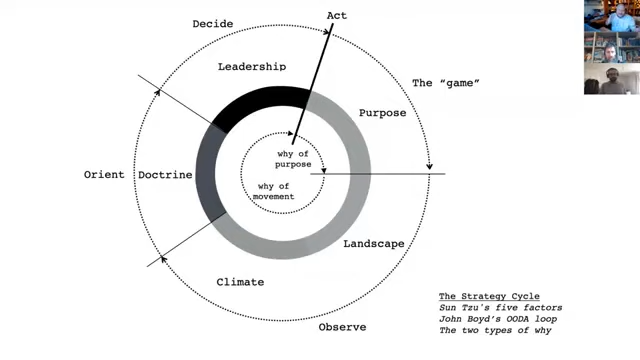 Act
Decide
Leadership
The "game"
Purpose
why of
purpose
Orient
Doctrine
why of
movement
Landscape
Climate
Observe
The Strategy Cycle
Sun Tzu's five factors
John Boyd's OODA loop
The two types of why